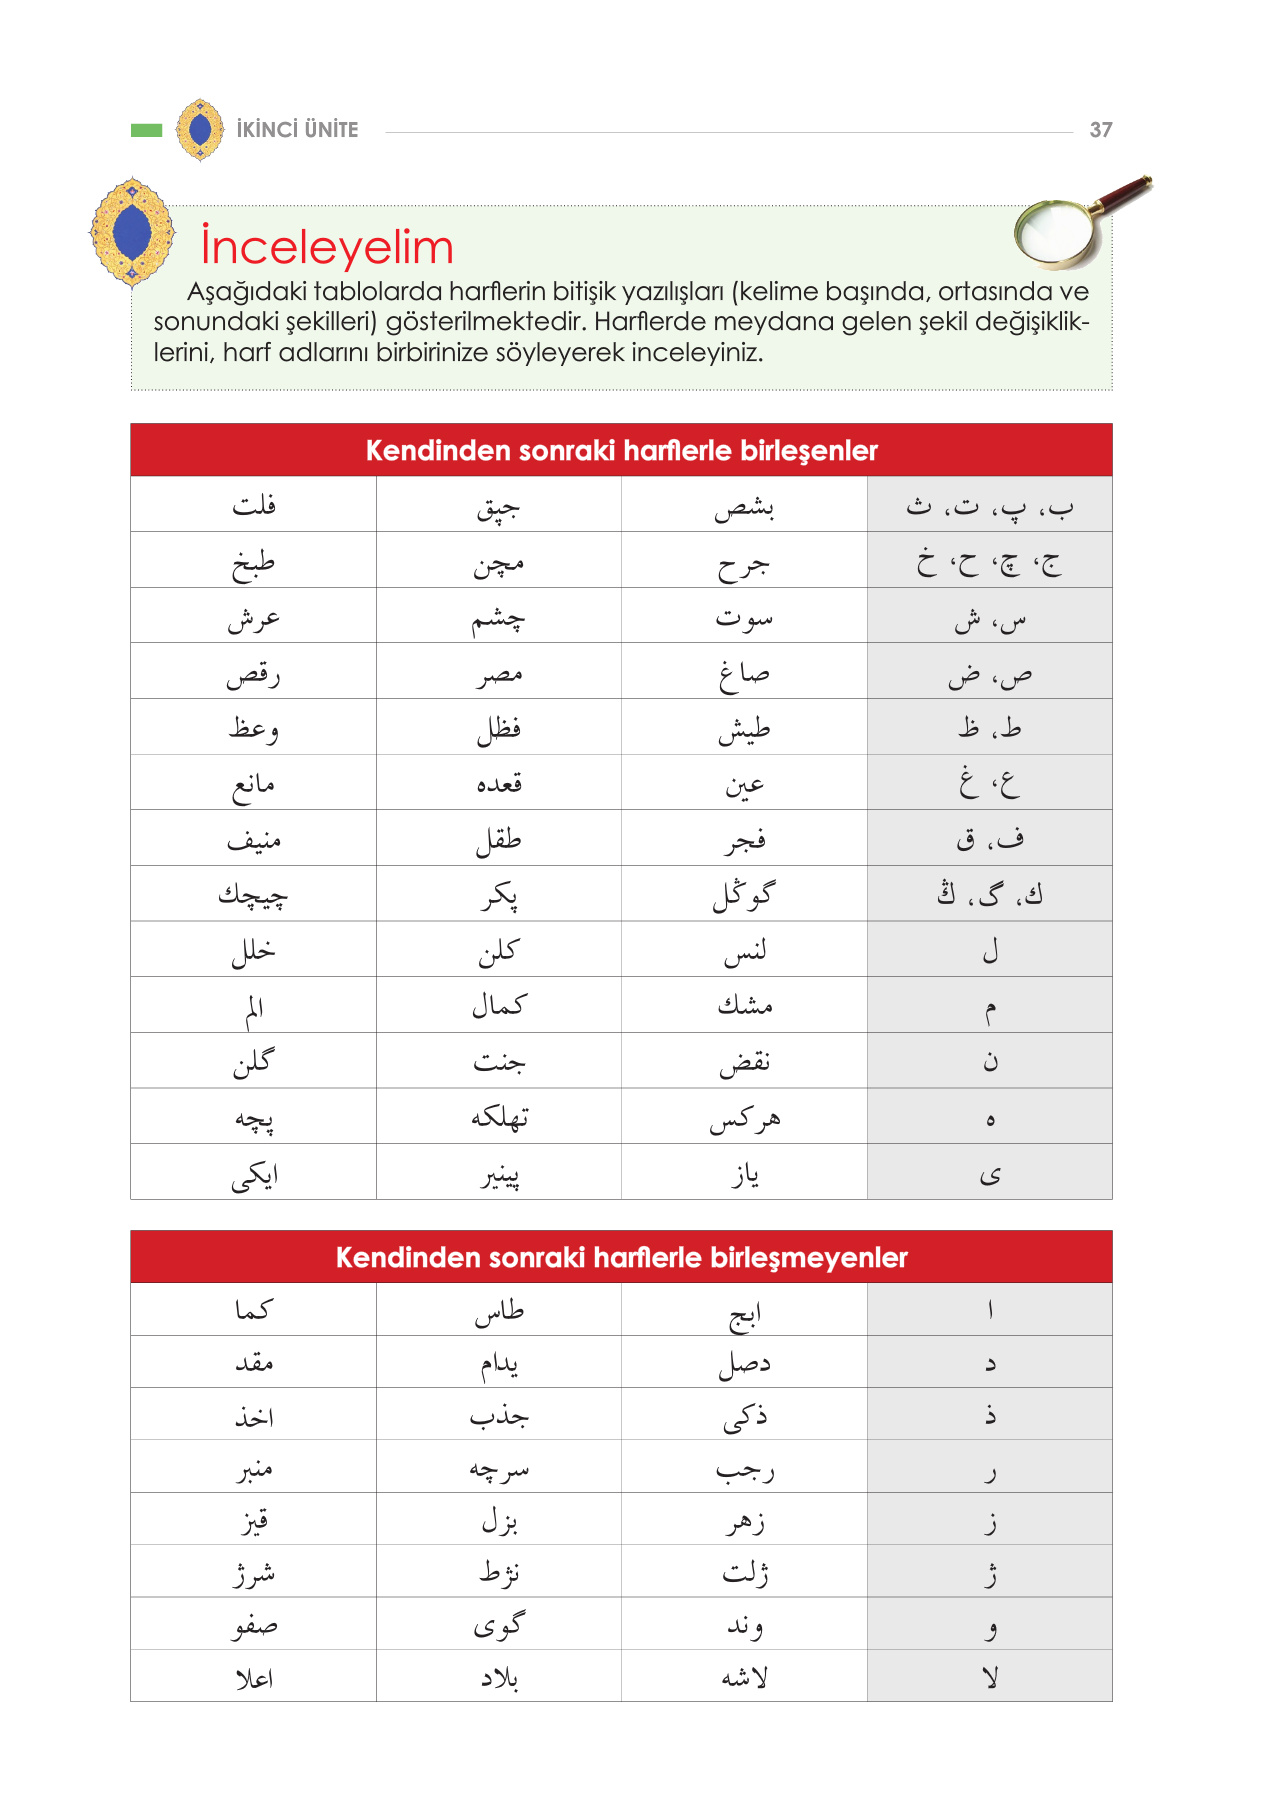 İKİNCİ ÜNİTE 37
İnceleyelim
Aşağıdaki tablolarda harflerin bitişik yazılışları (kelime başında, ortasında ve
sonundaki şekilleri) gösterilmektedir. Harflerde meydana gelen şekil değişiklik-
lerini, harf adlarını birbirinize söyleyerek inceleyiniz.
Kendinden sonraki harflerle birleşenler
ب، پ، ت، ث بشص جپق فلت
ج، چ، ح، خ جرح مچن طبخ
س، ش سوت چشم عرش
ص، ض صاغ مصر رقص
ط، ظ طيش فظل وعظ
ع، غ عين قعده مانع
ف، ق فجر طقل منيف
ك، گ، ڭ گوڭل پكر چيچك
ل لنس كلن خلل
م مشك كمال الم
ن نقض جنت گلن
ه هركس تهلكه پچه
ى ياز پينير ايكى
Kendinden sonraki harflerle birleşmeyenler
ا ابج طاس كما
د دصل يدام مقد
ذ ذكى جذب اخذ
ر رجب سرچه منبر
ز زهر بزل قيز
ژ ژلت نژط شرژ
و وند گوى صفو
لا لاشه بلاد اعلا